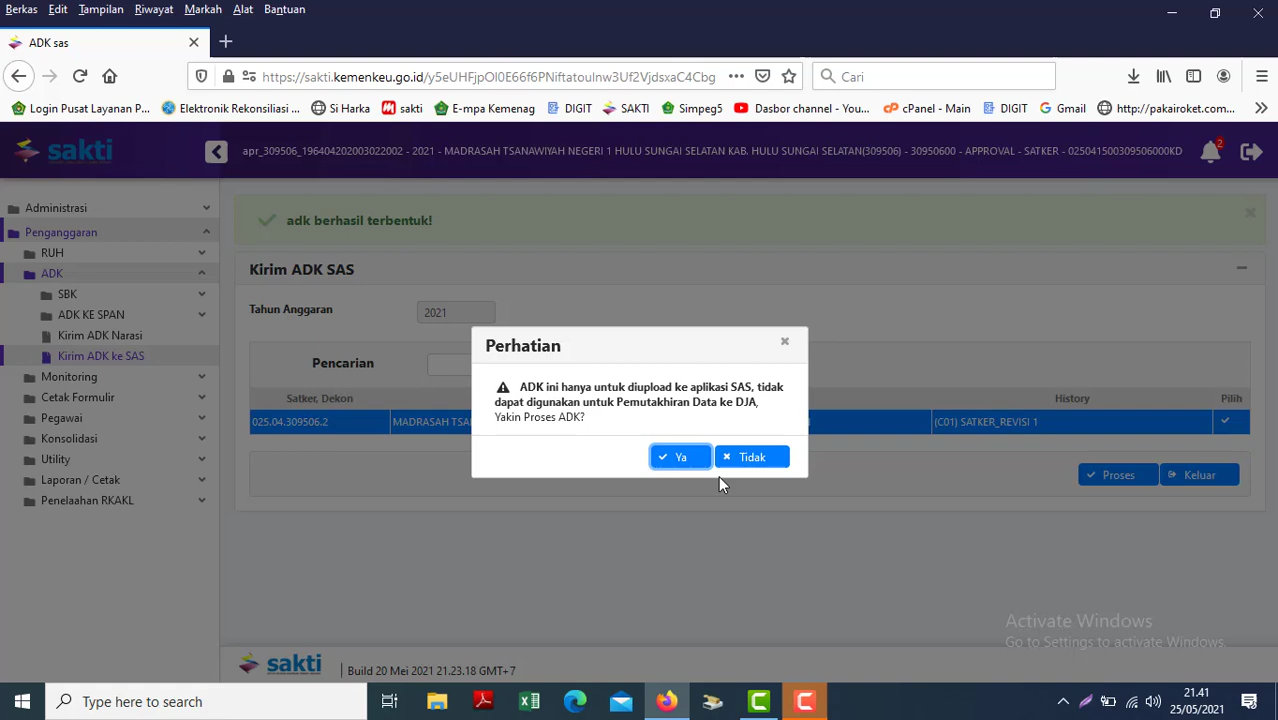 Berkas Edit Tampilan Riwayat Markah Alat Bantuan
ADK sas
https://sakti.kemenkeu.go.id/y5eUHFjpOl0E66f6PNiftatoulnw3Uf2VjdsxaC4Cbg
Cari
Login Pusat Layanan P... Elektronik Rekonsiliasi ... Si Harka sakti E-mpa Kemenag DIGIT SAKTI Simpeg5 Dasbor channel - You... cPanel - Main DIGIT Gmail http://pakairoket.com...
sakti
apr_309506_196404202003022002 - 2021 - MADRASAH TSANAWIYAH NEGERI 1 HULU SUNGAI SELATAN KAB. HULU SUNGAI SELATAN(309506) - 30950600 - APPROVAL - SATKER - 025041500309506000KD
2
Administrasi
Penganggaran
RUH
ADK
SBK
ADK KE SPAN
Kirim ADK Narasi
Kirim ADK ke SAS
Monitoring
Cetak Formulir
Pegawai
Konsolidasi
Utility
Laporan / Cetak
Penelaahan RKAKL
adk berhasil terbentuk!
Kirim ADK SAS
Tahun Anggaran 2021
Pencarian
Satker, Dekon History Pilih
025.04.309506.2 MADRASAH TS (C01) SATKER_REVISI 1
Proses Keluar
Perhatian
ADK ini hanya untuk diupload ke aplikasi SAS, tidak
dapat digunakan untuk Pemutakhiran Data ke DJA,
Yakin Proses ADK?
Ya Tidak
Activate Windows
Go to Settings to activate Windows.
sakti Build 20 Mei 2021 21.23.18 GMT+7
Type here to search
21.41
25/05/2021